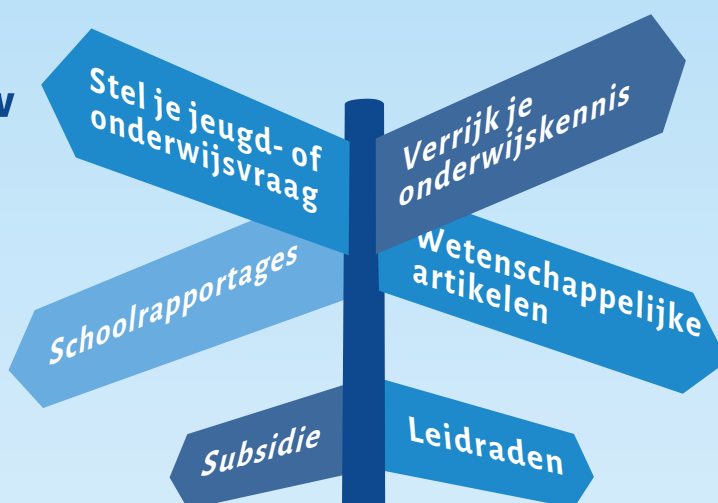 Stel je jeugd- of
onderwijsvraag
Verrijk je
onderwijskennis
Schoolrapportages
Wetenschappelijke
artikelen
Subsidie
Leidraden